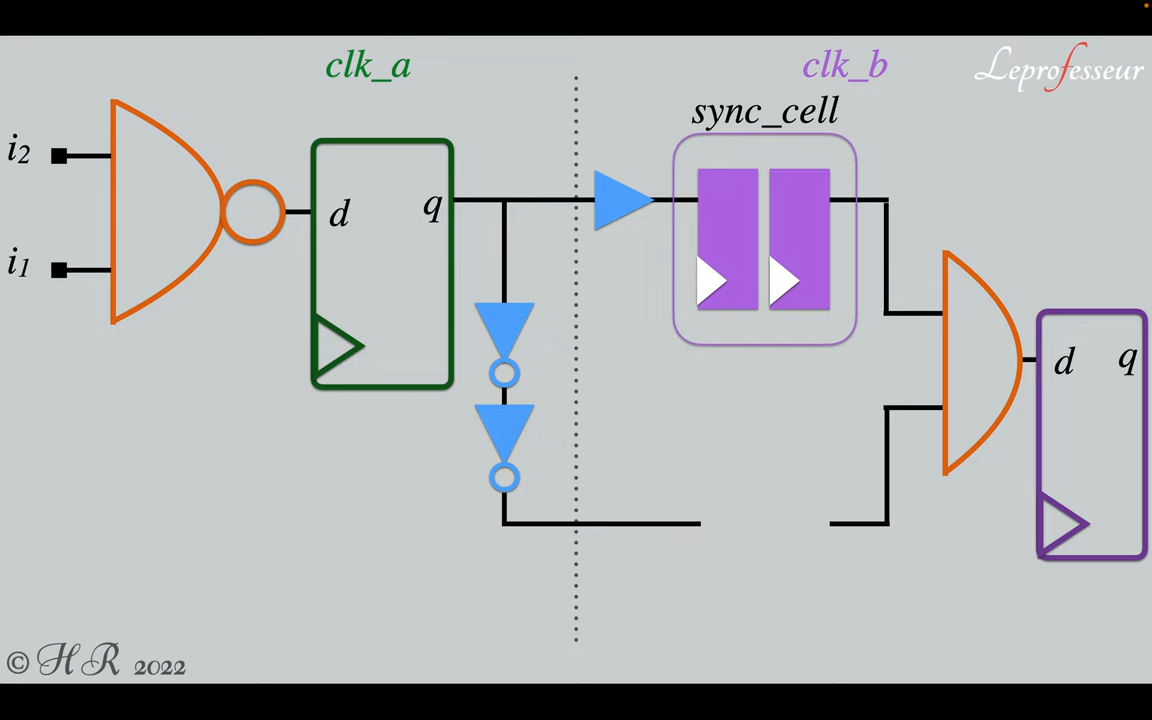 clk_a
clk_b
Leprofesseur
sync_cell
i2
d
q
i1
d
q
© HR 2022